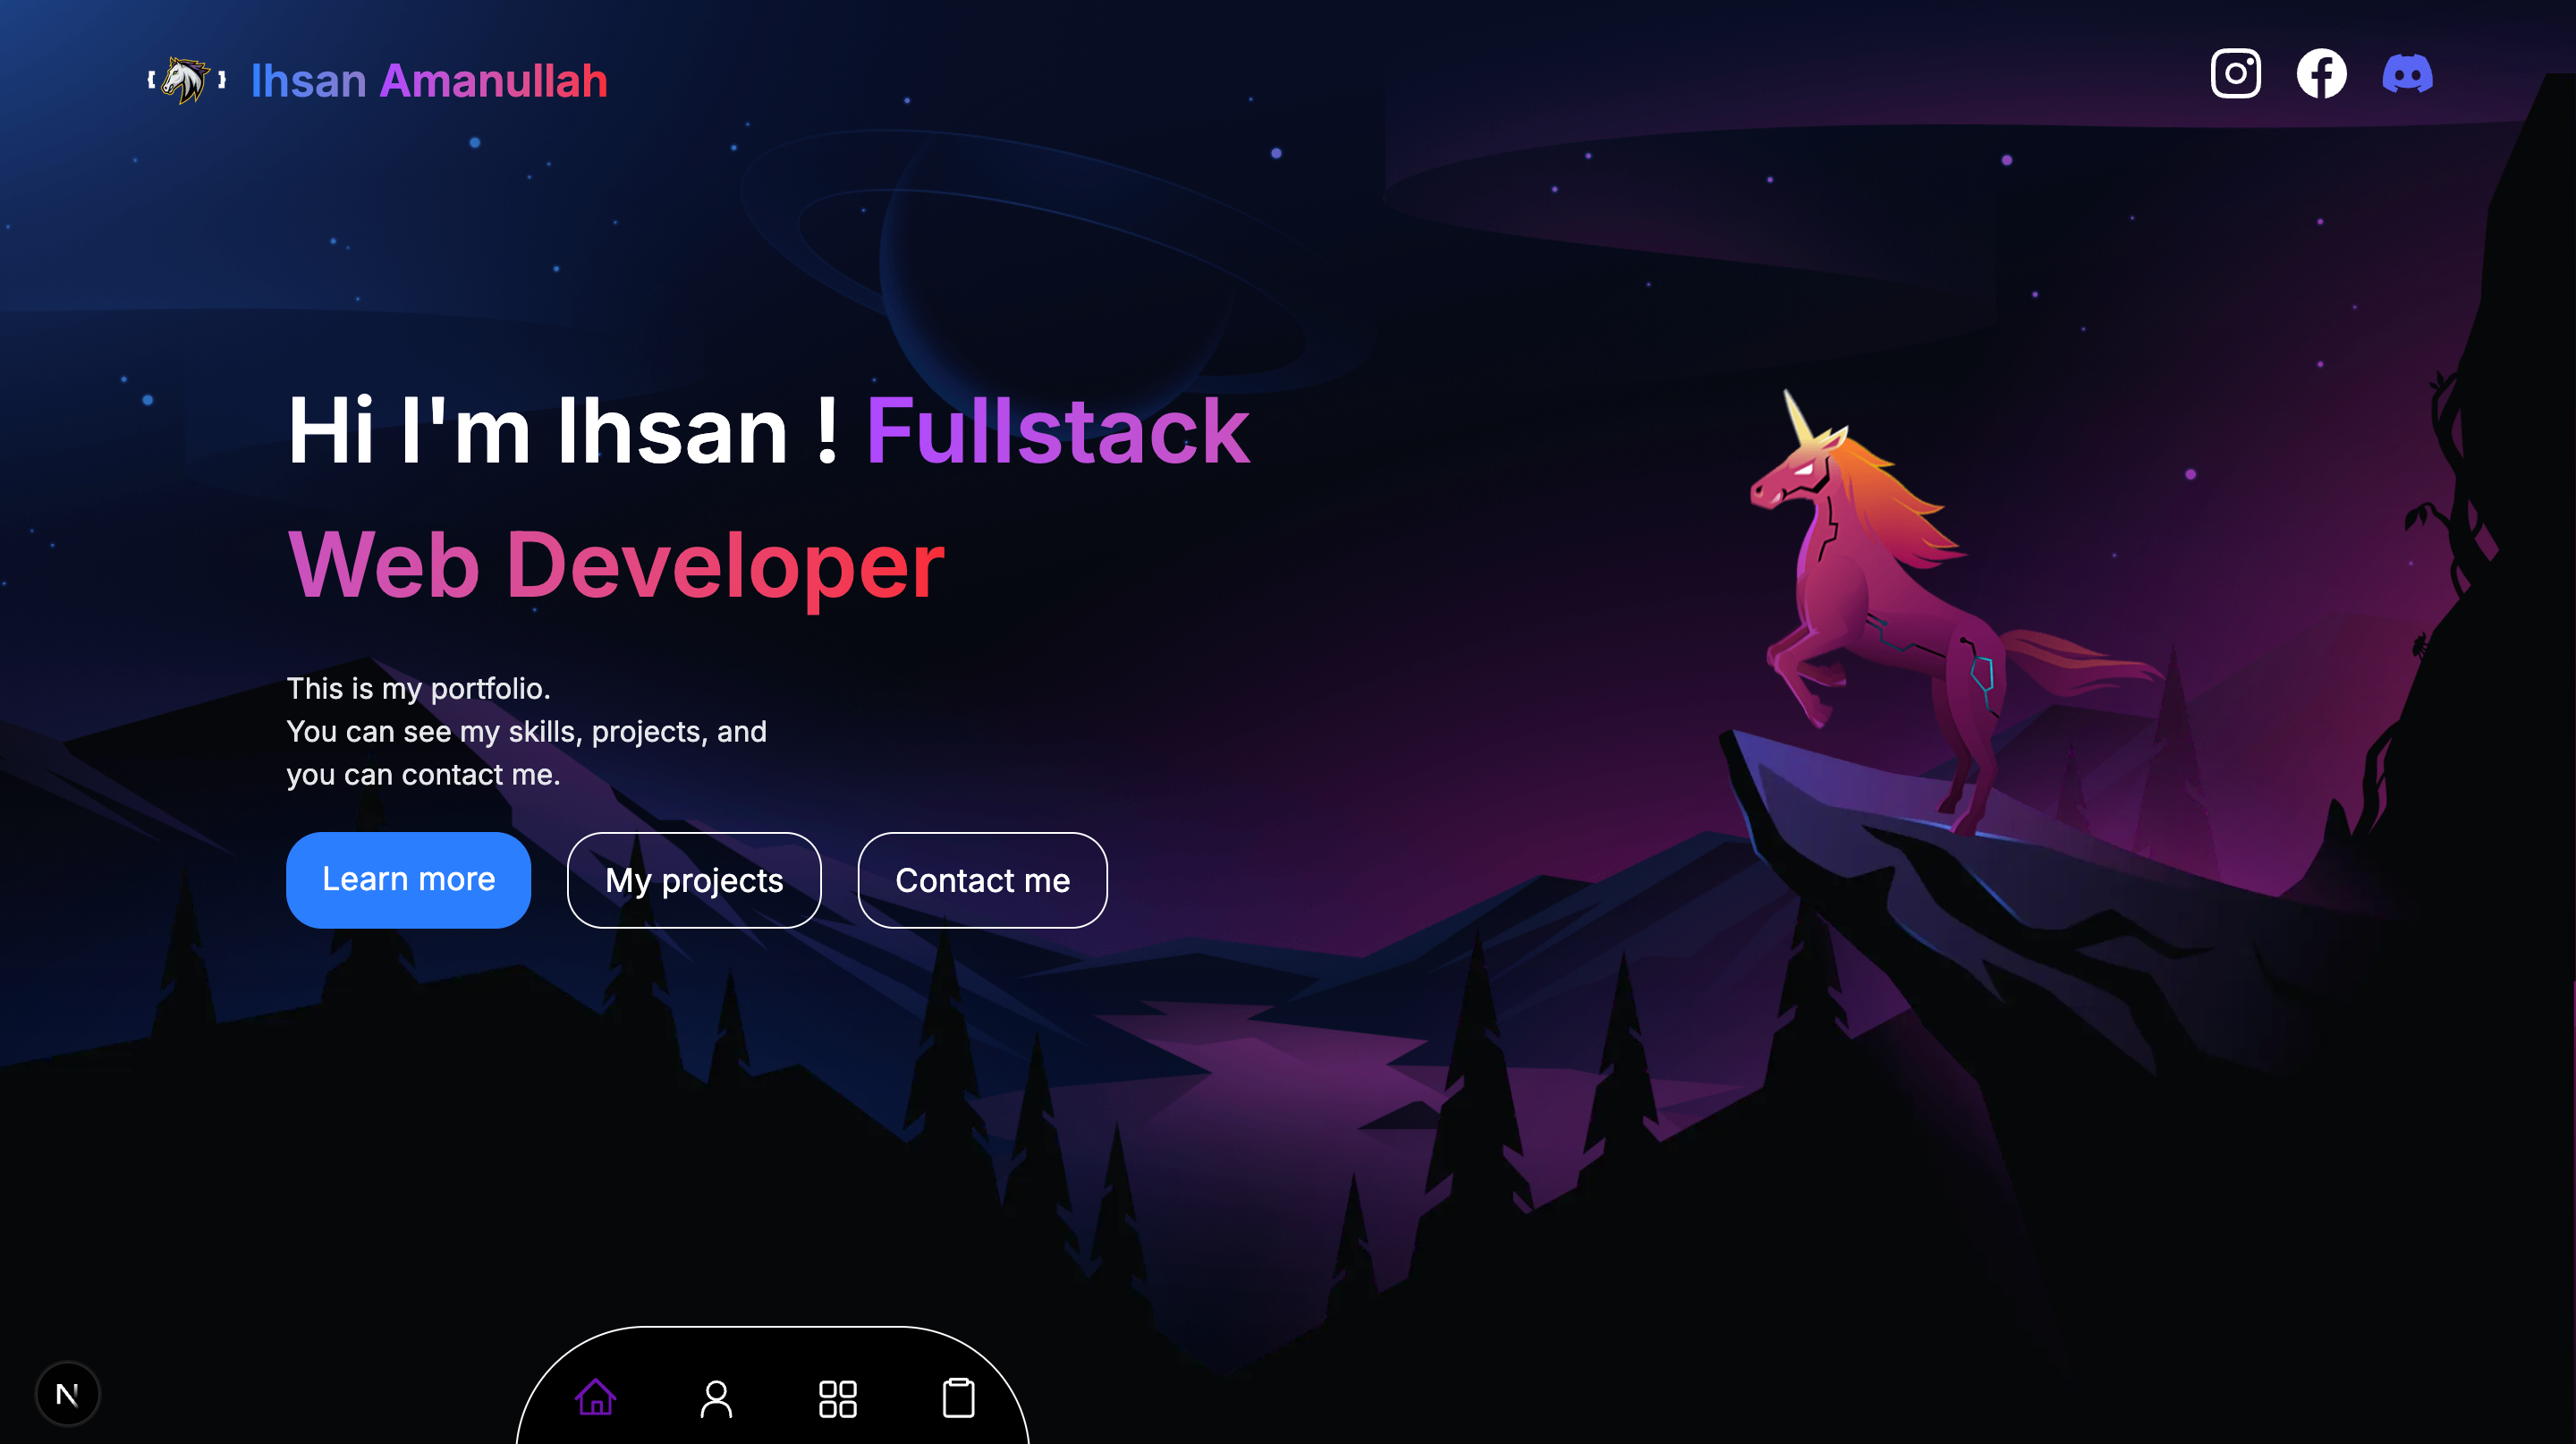 Ihsan Amanullah
Hi I'm Ihsan ! Fullstack
Web Developer
This is my portfolio.
You can see my skills, projects, and
you can contact me.
Learn more
My projects
Contact me
N